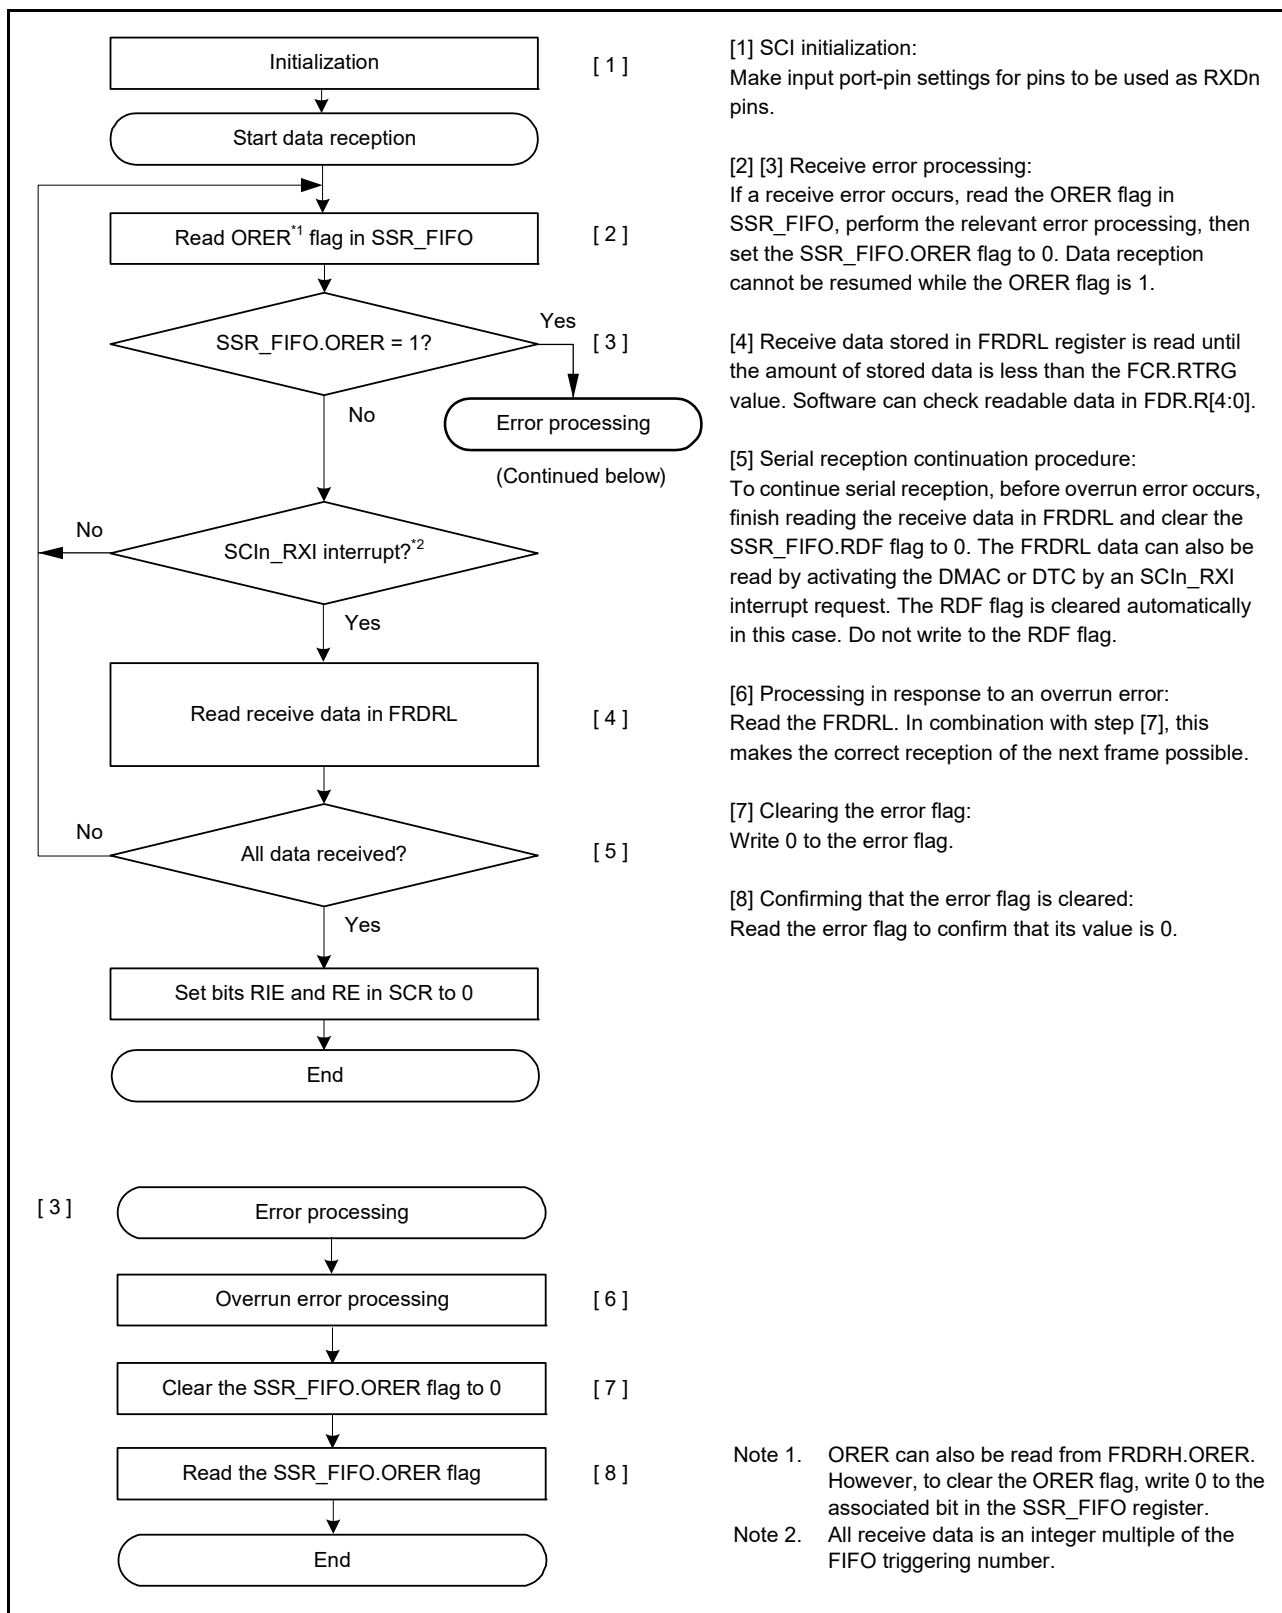 Initialization
[ 1 ]
Start data reception
Read ORER*1 flag in SSR_FIFO
[ 2 ]
SSR_FIFO.ORER = 1?
Yes
[ 3 ]
No
Error processing
(Continued below)
No
SCIn_RXI interrupt?*2
Yes
Read receive data in FRDRL
[ 4 ]
No
All data received?
[ 5 ]
Yes
Set bits RIE and RE in SCR to 0
End
[1] SCI initialization:
Make input port-pin settings for pins to be used as RXDn
pins.
[2] [3] Receive error processing:
If a receive error occurs, read the ORER flag in
SSR_FIFO, perform the relevant error processing, then
set the SSR_FIFO.ORER flag to 0. Data reception
cannot be resumed while the ORER flag is 1.
[4] Receive data stored in FRDRL register is read until
the amount of stored data is less than the FCR.RTRG
value. Software can check readable data in FDR.R[4:0].
[5] Serial reception continuation procedure:
To continue serial reception, before overrun error occurs,
finish reading the receive data in FRDRL and clear the
SSR_FIFO.RDF flag to 0. The FRDRL data can also be
read by activating the DMAC or DTC by an SCIn_RXI
interrupt request. The RDF flag is cleared automatically
in this case. Do not write to the RDF flag.
[6] Processing in response to an overrun error:
Read the FRDRL. In combination with step [7], this
makes the correct reception of the next frame possible.
[7] Clearing the error flag:
Write 0 to the error flag.
[8] Confirming that the error flag is cleared:
Read the error flag to confirm that its value is 0.
[ 3 ]
Error processing
Overrun error processing
[ 6 ]
Clear the SSR_FIFO.ORER flag to 0
[ 7 ]
Read the SSR_FIFO.ORER flag
[ 8 ]
End
Note 1. ORER can also be read from FRDRH.ORER.
However, to clear the ORER flag, write 0 to the
associated bit in the SSR_FIFO register.
Note 2. All receive data is an integer multiple of the
FIFO triggering number.